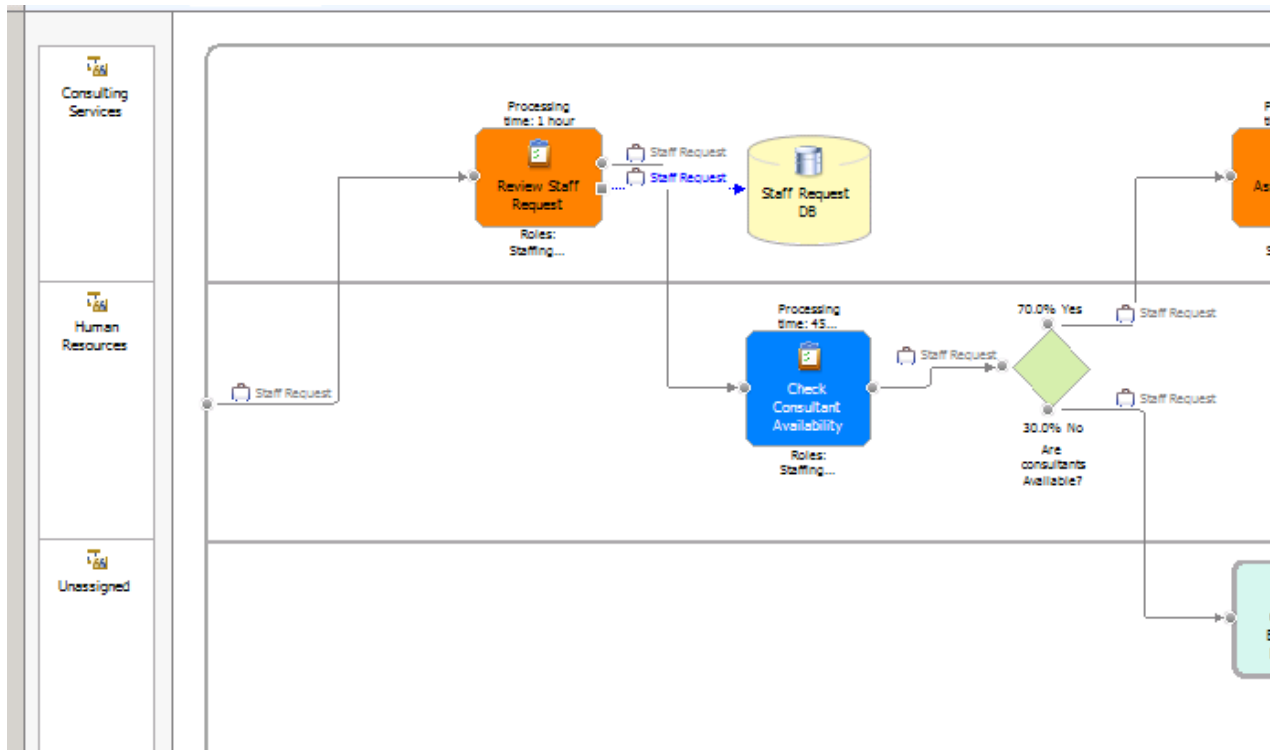 Consulting
Services
Processing
time: 1 hour
Review Staff
Request
Roles:
Staffing...
Staff Request
Staff Request
Staff Request
DB
Human
Resources
Staff Request
Processing
time: 45...
Check
Consultant
Availability
Roles:
Staffing...
Staff Request
70.0% Yes
Staff Request
Staff Request
30.0% No
Are
consultants
Available?
Unassigned